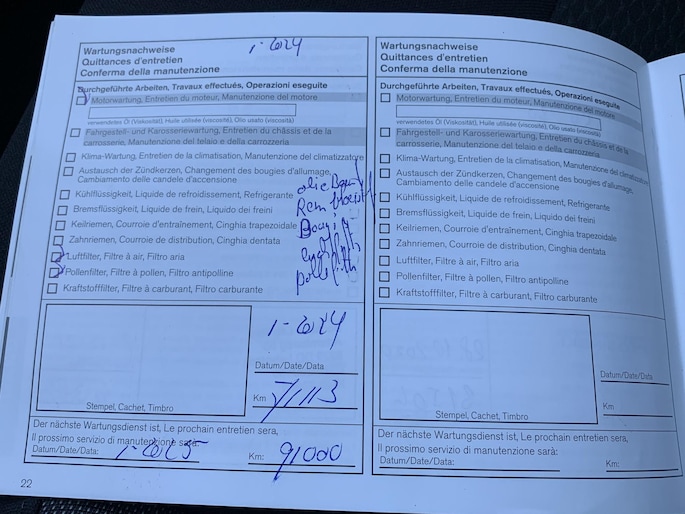 Wartungsnachweise
Quittances d'entretien
Conferma della manutenzione
1-2024
Durchgeführte Arbeiten, Travaux effectués, Operazioni eseguite
Motorwartung, Entretien du moteur, Manutenzione del motore
verwendetes Öl (Viskosität), Huile utilisée (viscosité), Olio usato (viscosità)
Fahrgestell- und Karosseriewartung, Entretien du châssis et de la
carrosserie, Manutenzione del telaio e della carrozzeria
Klima-Wartung, Entretien de la climatisation, Manutenzione del climatizzatore
Austausch der Zündkerzen, Changement des bougies d'allumage,
Cambiamento delle candele d'accensione
Kühlflüssigkeit, Liquide de refroidissement, Refrigerante
Bremsflüssigkeit, Liquide de frein, Liquido dei freini
Keilriemen, Courroie d'entraînement, Cinghia trapezoidale
Zahnriemen, Courroie de distribution, Cinghia dentata
Luftfilter, Filtre à air, Filtro aria
Pollenfilter, Filtre à pollen, Filtro antipolline
Kraftstofffilter, Filtre à carburant, Filtro carburante
1-2024
Datum/Date/Data
Km 71113
Stempel, Cachet, Timbro
Der nächste Wartungsdienst ist, Le prochain entretien sera,
Il prossimo servizio di manutenzione sarà:
Datum/Date/Data: 1-2025 Km: 91000
22
Wartungsnachweise
Quittances d'entretien
Conferma della manutenzione
Durchgeführte Arbeiten, Travaux effectués, Operazioni eseguite
Motorwartung, Entretien du moteur, Manutenzione del motore
verwendetes Öl (Viskosität), Huile utilisée (viscosité), Olio usato (viscosità)
Fahrgestell- und Karosseriewartung, Entretien du châssis et de la
carrosserie, Manutenzione del telaio e della carrozzeria
Klima-Wartung, Entretien de la climatisation, Manutenzione del climatizzatore
Austausch der Zündkerzen, Changement des bougies d'allumage,
Cambiamento delle candele d'accensione
Kühlflüssigkeit, Liquide de refroidissement, Refrigerante
Bremsflüssigkeit, Liquide de frein, Liquido dei freini
Keilriemen, Courroie d'entraînement, Cinghia trapezoidale
Zahnriemen, Courroie de distribution, Cinghia dentata
Luftfilter, Filtre à air, Filtro aria
Pollenfilter, Filtre à pollen, Filtro antipolline
Kraftstofffilter, Filtre à carburant, Filtro carburante
Datum/Date/Data
Km
Stempel, Cachet, Timbro
Der nächste Wartungsdienst ist, Le prochain entretien sera,
Il prossimo servizio di manutenzione sarà:
Datum/Date/Data: Km: